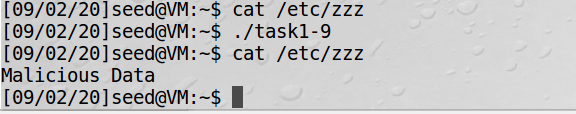 [09/02/20]seed@VM:~$ cat /etc/zzz
[09/02/20]seed@VM:~$ ./task1-9
[09/02/20]seed@VM:~$ cat /etc/zzz
Malicious Data
[09/02/20]seed@VM:~$